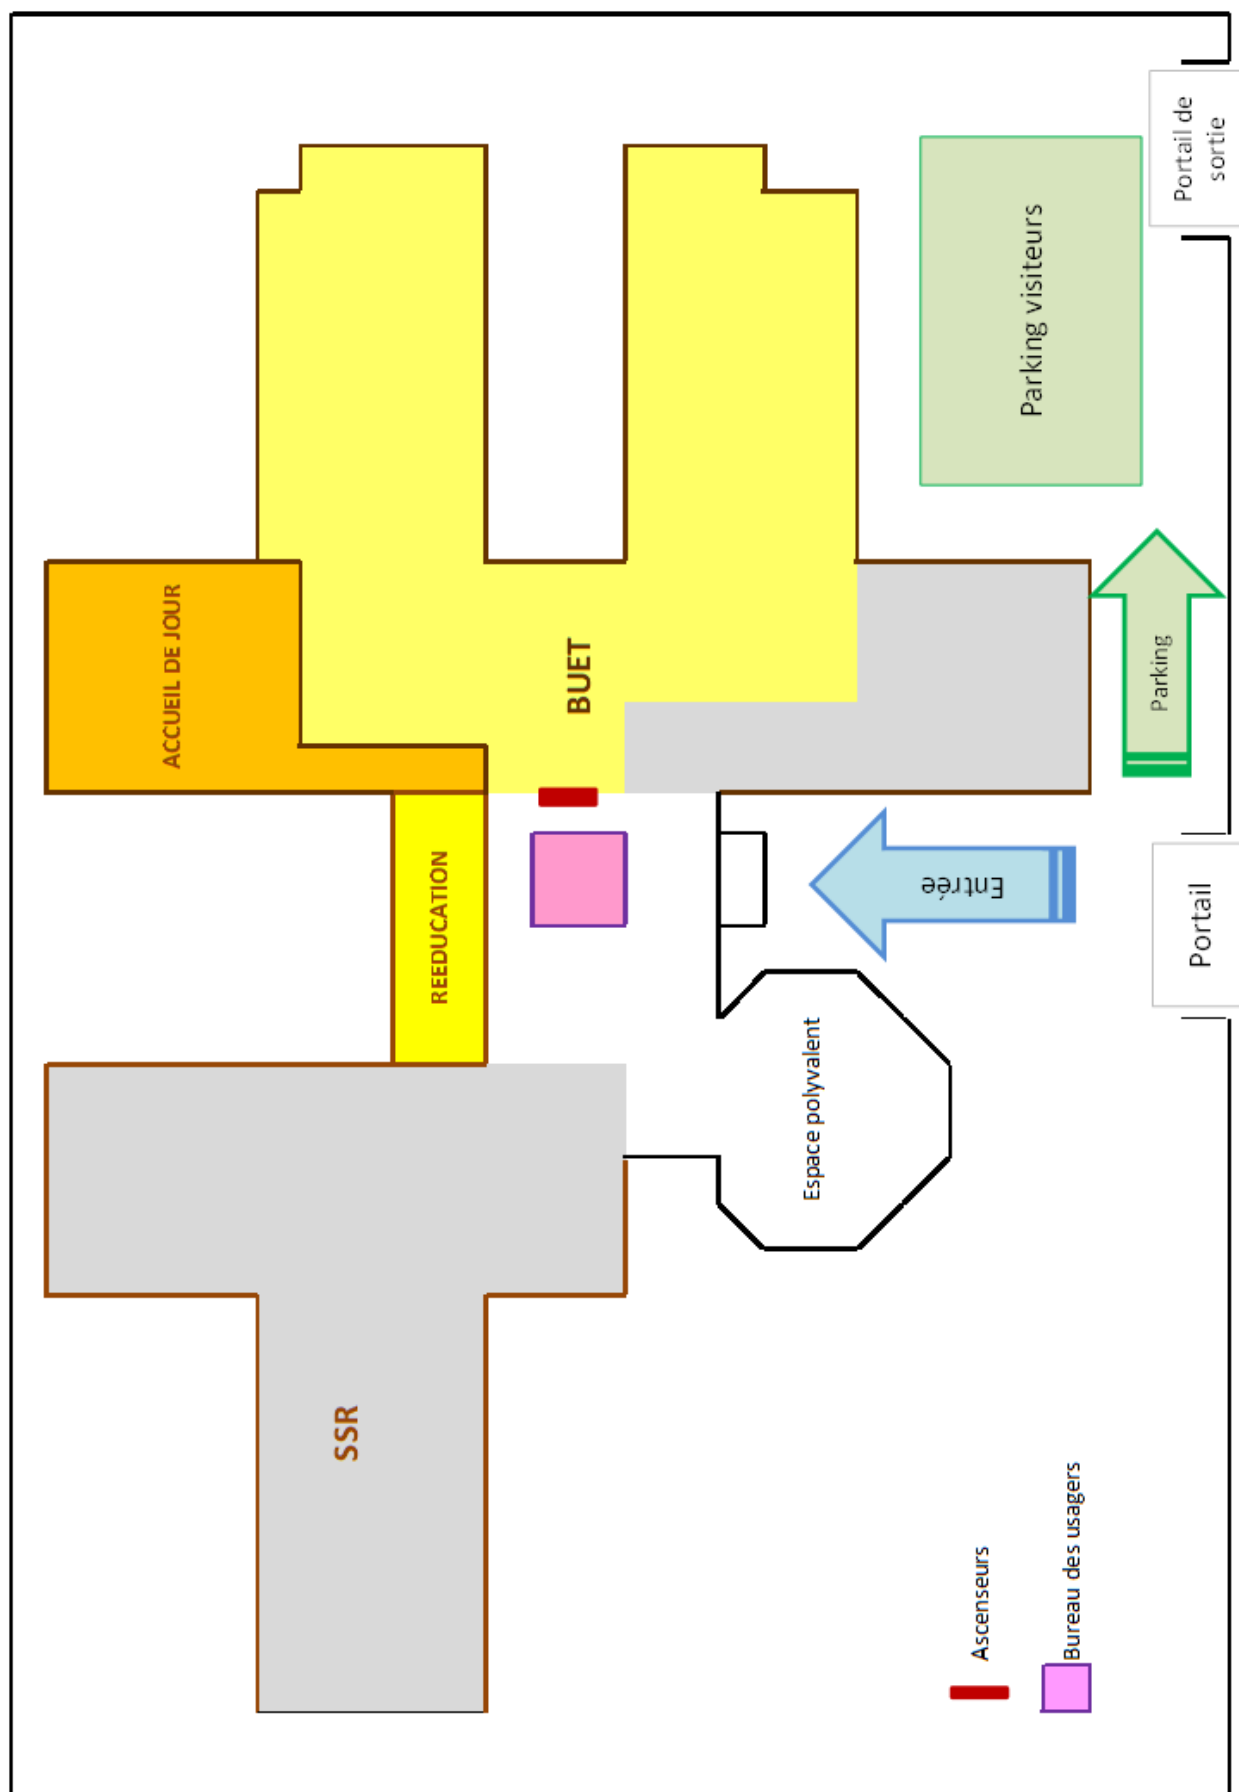 ACCUEIL DE JOUR
BUET
REEDUCATION
SSR
Espace polyvalent
Entrée
Parking
Parking visiteurs
Portail de
sortie
Portail
Ascenseurs
Bureau des usagers